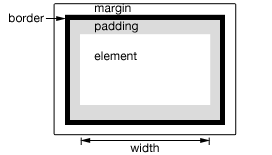 margin
border
padding
element
width